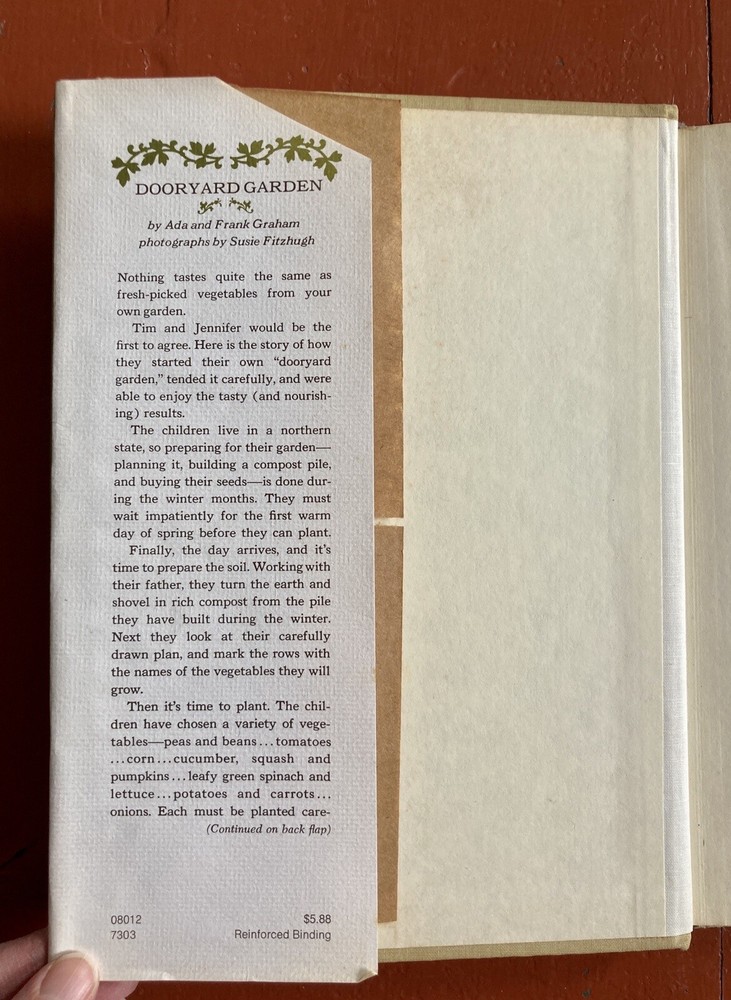 DOORYARD GARDEN
by Ada and Frank Graham
photographs by Susie Fitzhugh
Nothing tastes quite the same as
fresh-picked vegetables from your
own garden.
Tim and Jennifer would be the
first to agree. Here is the story of how
they started their own “dooryard
garden,” tended it carefully, and were
able to enjoy the tasty (and nourish-
ing) results.
The children live in a northern
state, so preparing for their garden—
planning it, building a compost pile,
and buying their seeds—is done dur-
ing the winter months. They must
wait impatiently for the first warm
day of spring before they can plant.
Finally, the day arrives, and it’s
time to prepare the soil. Working with
their father, they turn the earth and
shovel in rich compost from the pile
they have built during the winter.
Next they look at their carefully
drawn plan, and mark the rows with
the names of the vegetables they will
grow.
Then it’s time to plant. The chil-
dren have chosen a variety of vege-
tables—peas and beans...tomatoes
...corn...cucumber, squash and
pumpkins...leafy green spinach and
lettuce...potatoes and carrots...
onions. Each must be planted care-
(Continued on back flap)
08012 $5.88
7303 Reinforced Binding